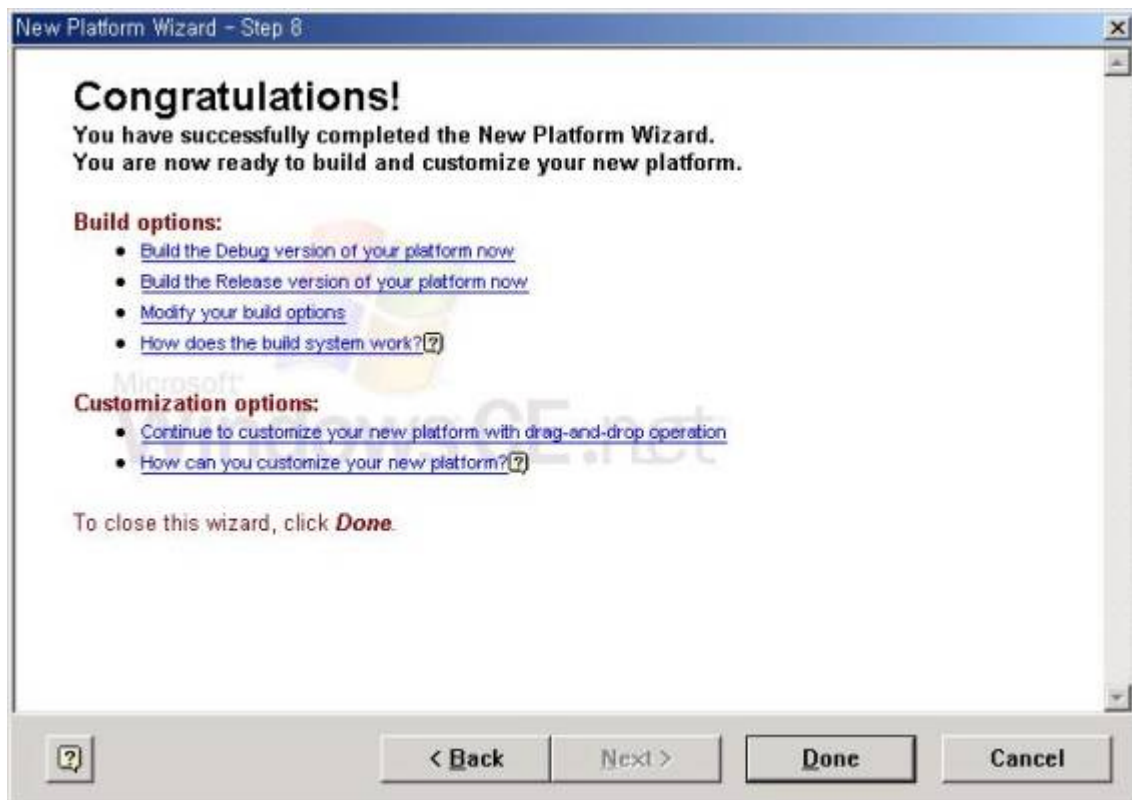 New Platform Wizard - Step 8
Congratulations!
You have successfully completed the New Platform Wizard.
You are now ready to build and customize your new platform.
Build options:
Build the Debug version of your platform now
Build the Release version of your platform now
Modify your build options
How does the build system work?
Microsoft
Customization options:
Windows CE.net
Continue to customize your new platform with drag-and-drop operation
How can you customize your new platform?
To close this wizard, click Done.
< Back
Next >
Done
Cancel